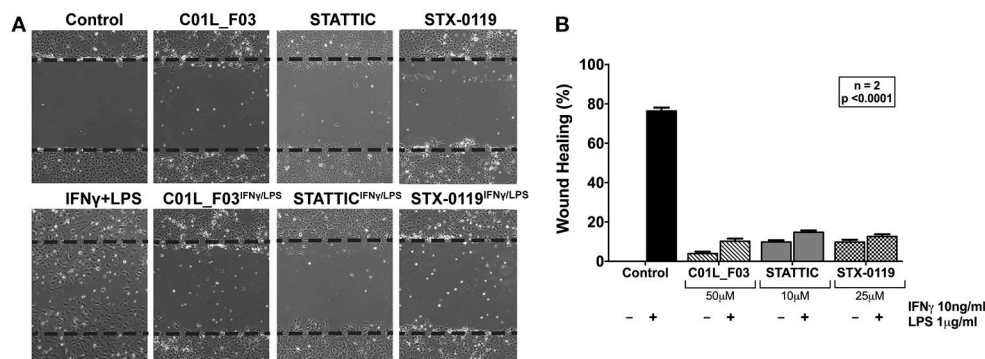 A
Control C01L_F03 STATTIC STX-0119
IFNγ+LPS C01L_F03IFNγ/LPS STATTICIFNγ/LPS STX-0119IFNγ/LPS
B
Wound Healing (%)
100
80
60
40
20
0
n = 2
p <0.0001
Control C01L_F03 STATTIC STX-0119
50μM 10μM 25μM
– + – + – + – +
IFNγ 10ng/ml
LPS 1μg/ml